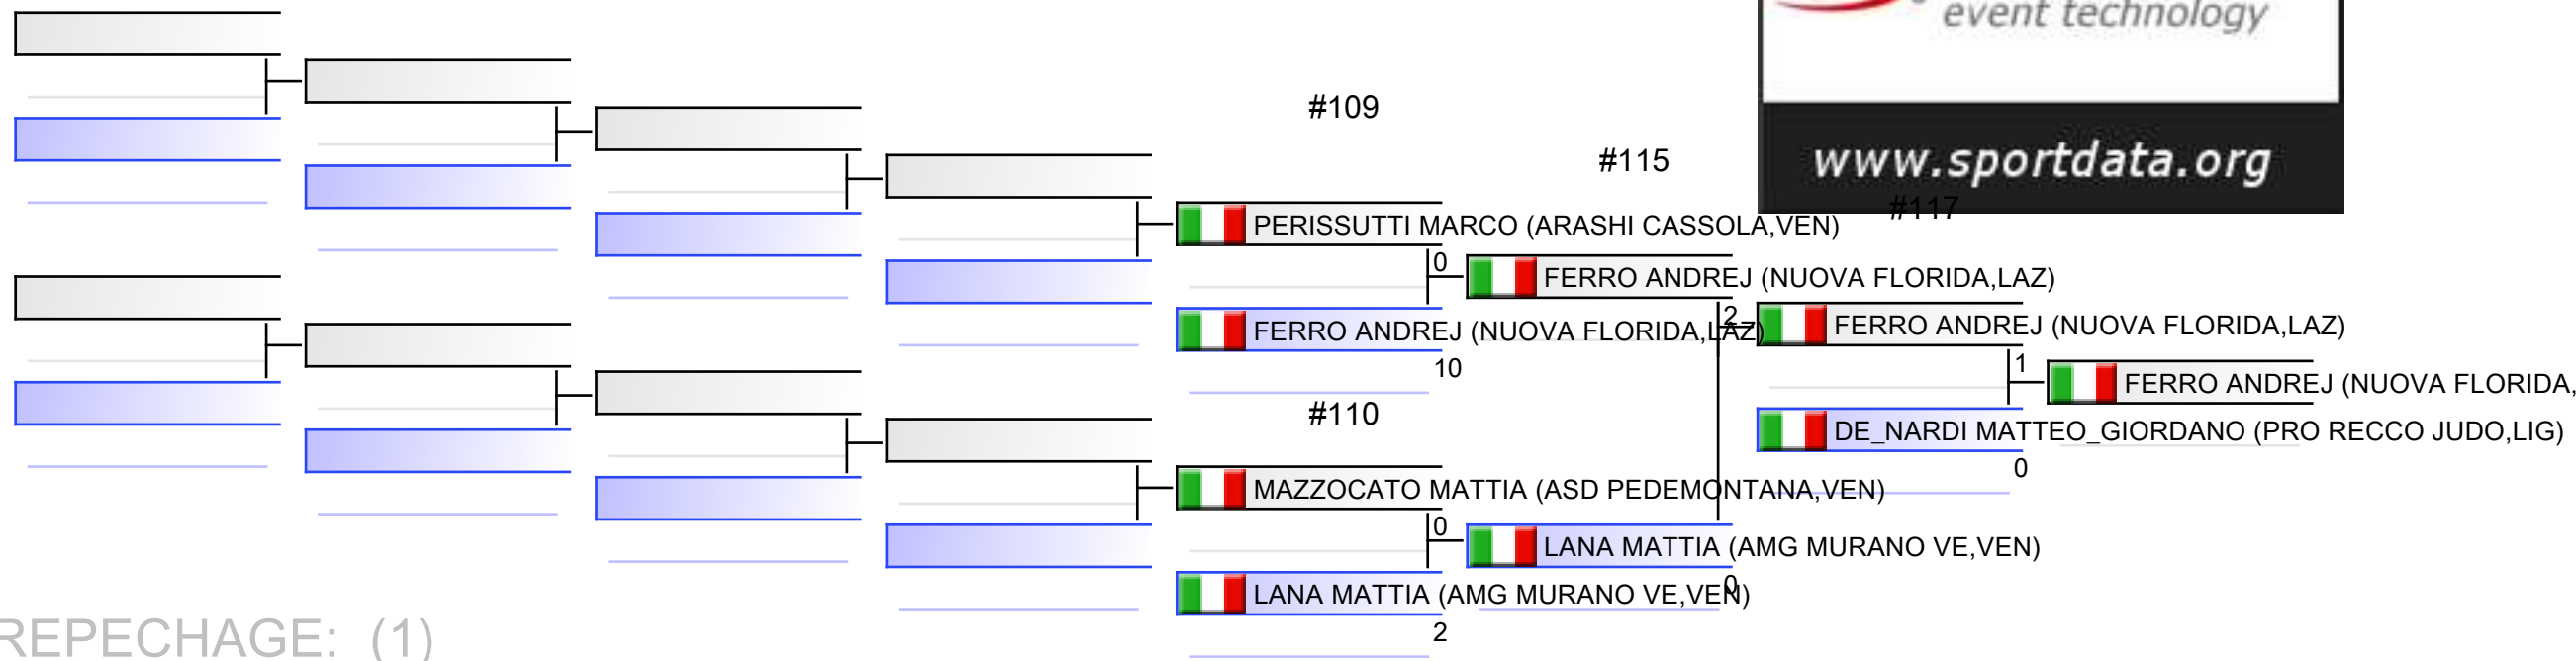 event technology
www.sportdata.org
#109
#115
#117
PERISSUTTI MARCO (ARASHI CASSOLA,VEN)
0
FERRO ANDREJ (NUOVA FLORIDA,LAZ)
2
FERRO ANDREJ (NUOVA FLORIDA,LAZ)
10
FERRO ANDREJ (NUOVA FLORIDA,LAZ)
1
FERRO ANDREJ (NUOVA FLORIDA,
DE_NARDI MATTEO_GIORDANO (PRO RECCO JUDO,LIG)
0
#110
MAZZOCATO MATTIA (ASD PEDEMONTANA,VEN)
0
LANA MATTIA (AMG MURANO VE,VEN)
0
LANA MATTIA (AMG MURANO VE,VEN)
2
REPECHAGE: (1)